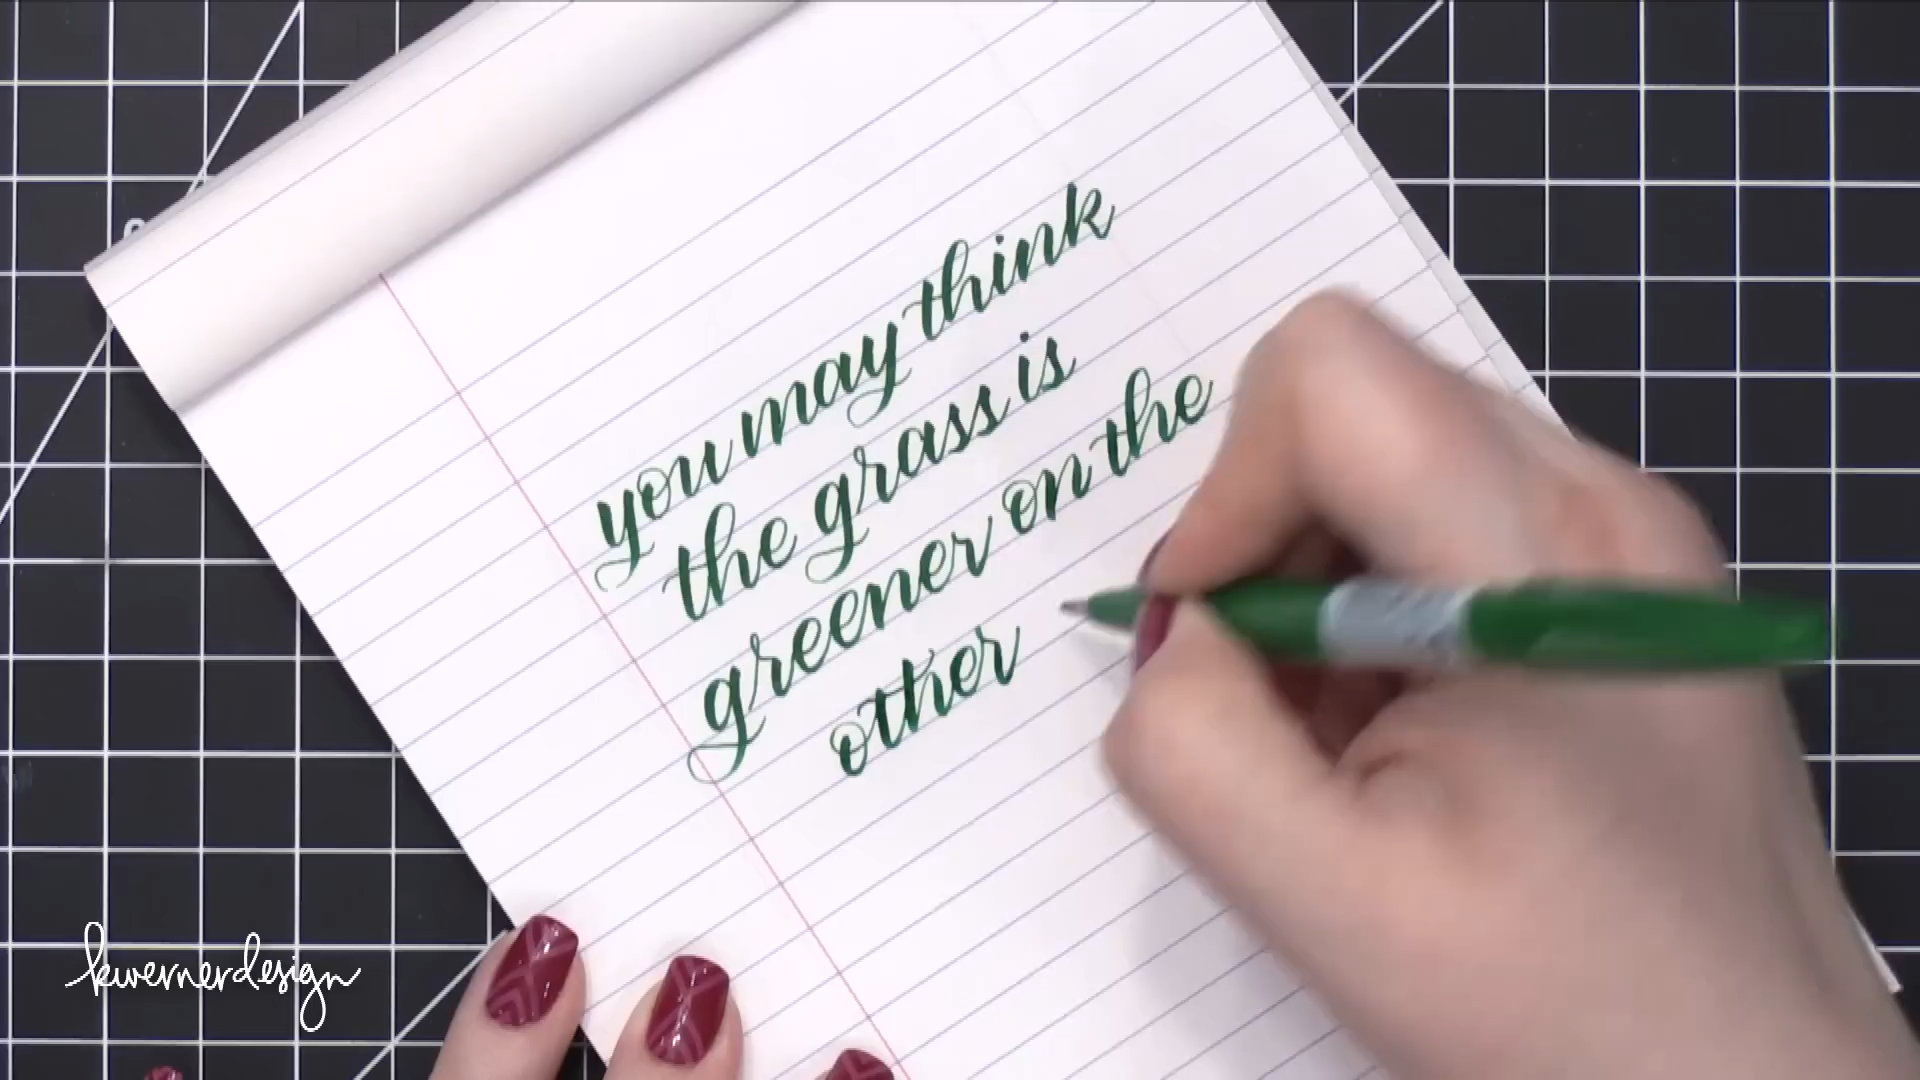 you may think
the grass is
greener on the
other
kwernerdesign